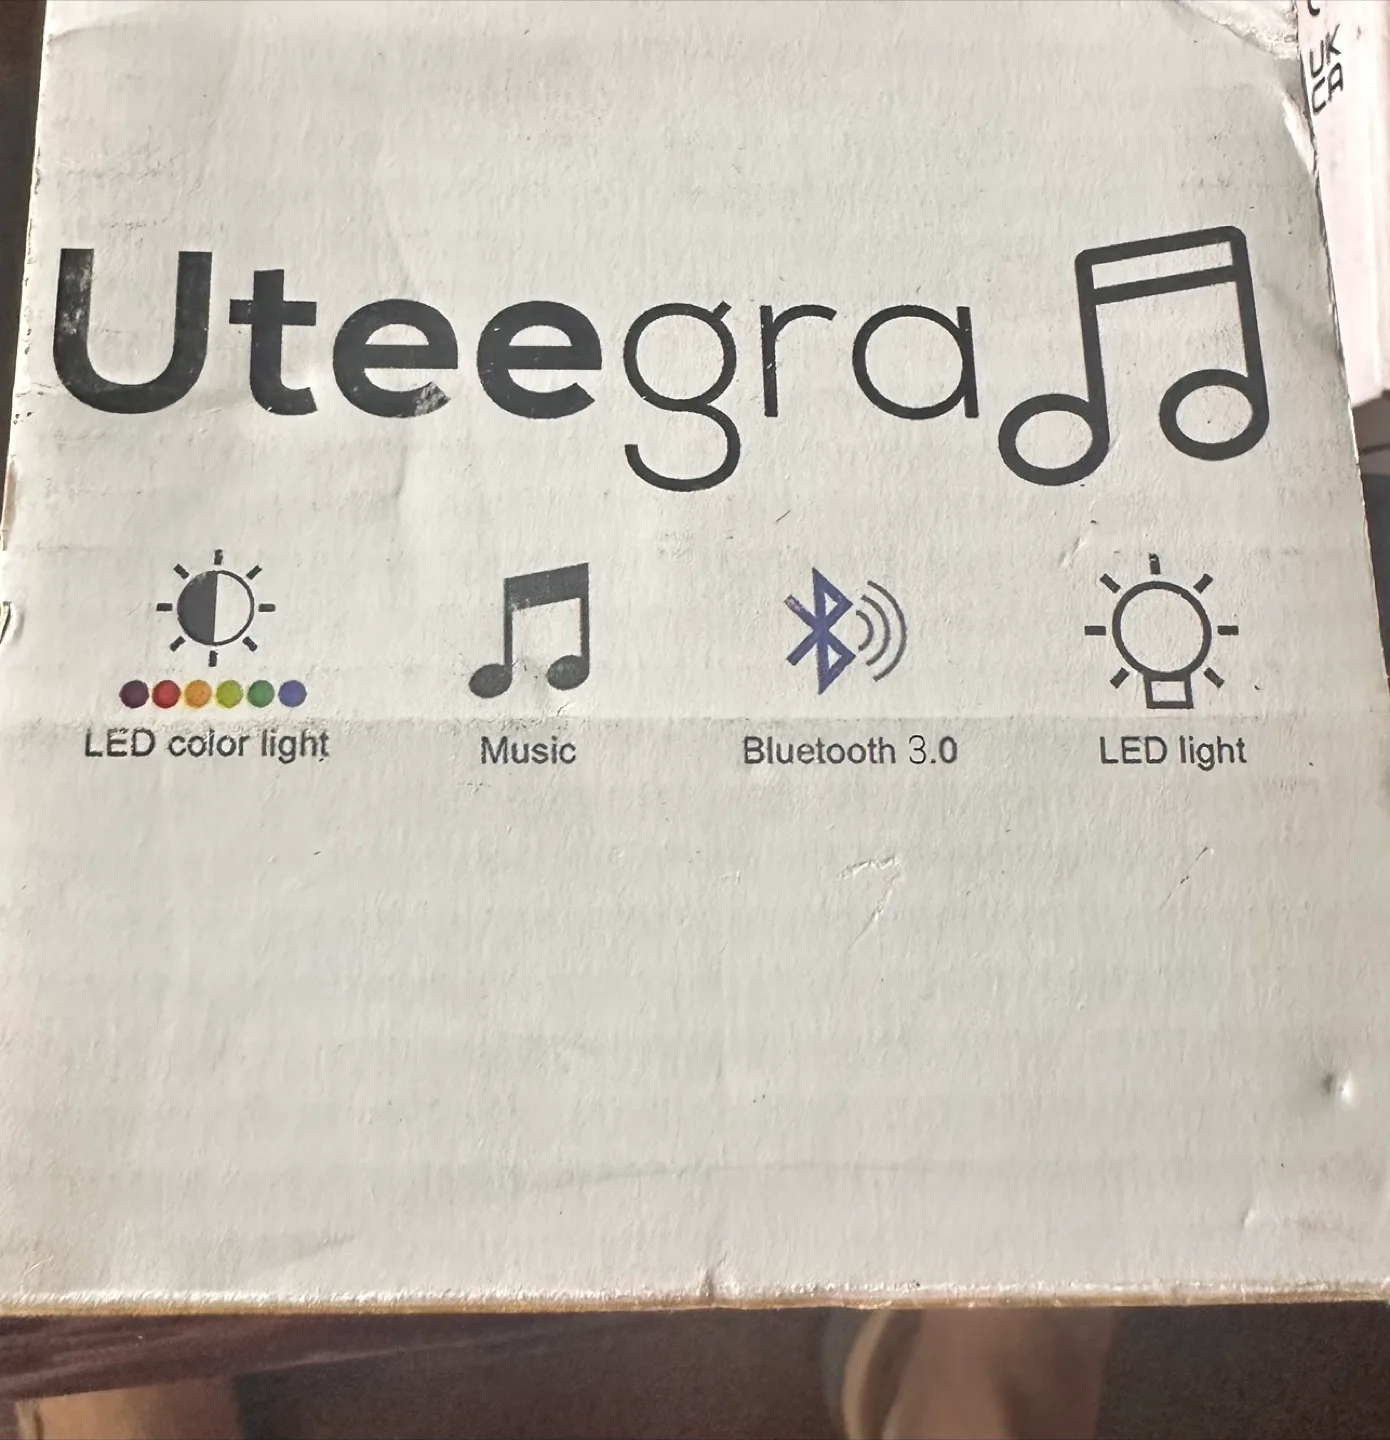 UK
CA
Uteegra
LED color light
Music
Bluetooth 3.0
LED light